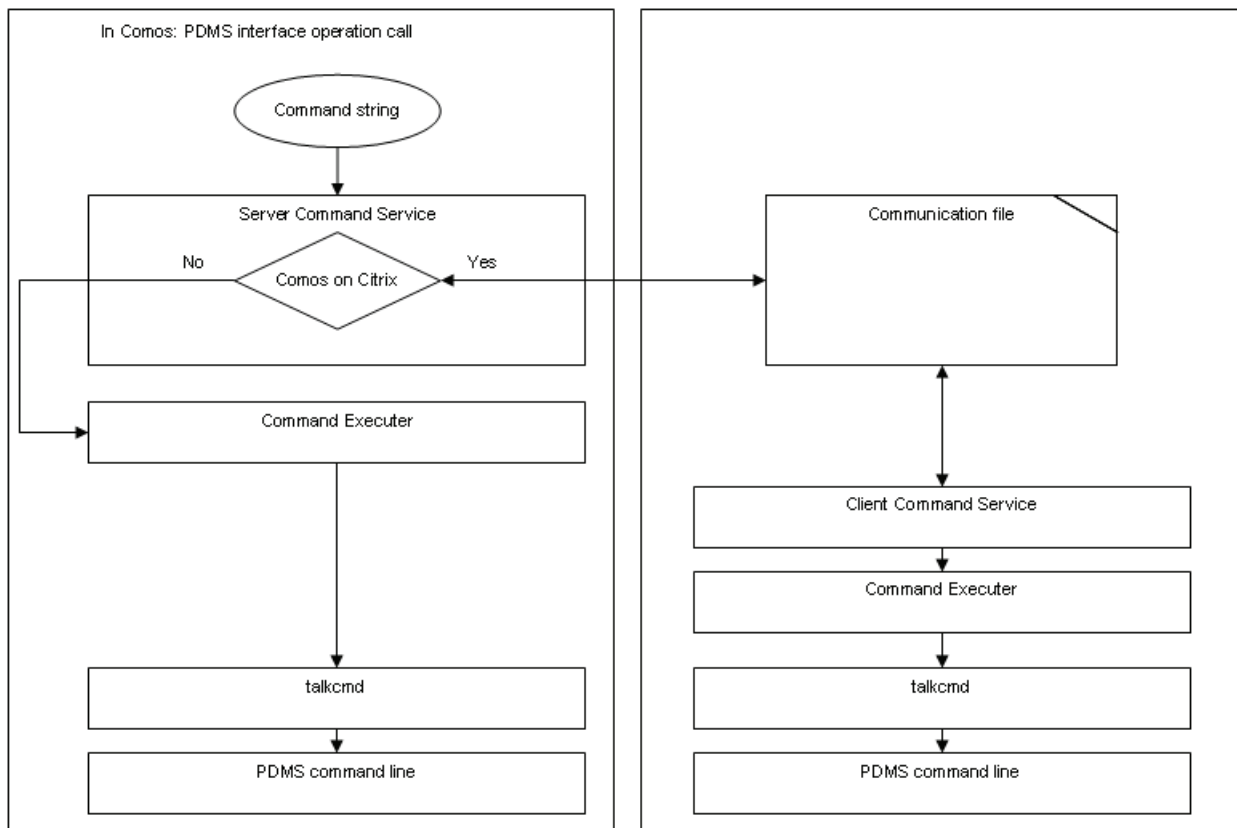 In Comos: PDMS interface operation call
Command string
Server Command Service
No
Comos on Citrix
Yes
Command Executer
talkcmd
PDMS command line
Communication file
Client Command Service
Command Executer
talkcmd
PDMS command line